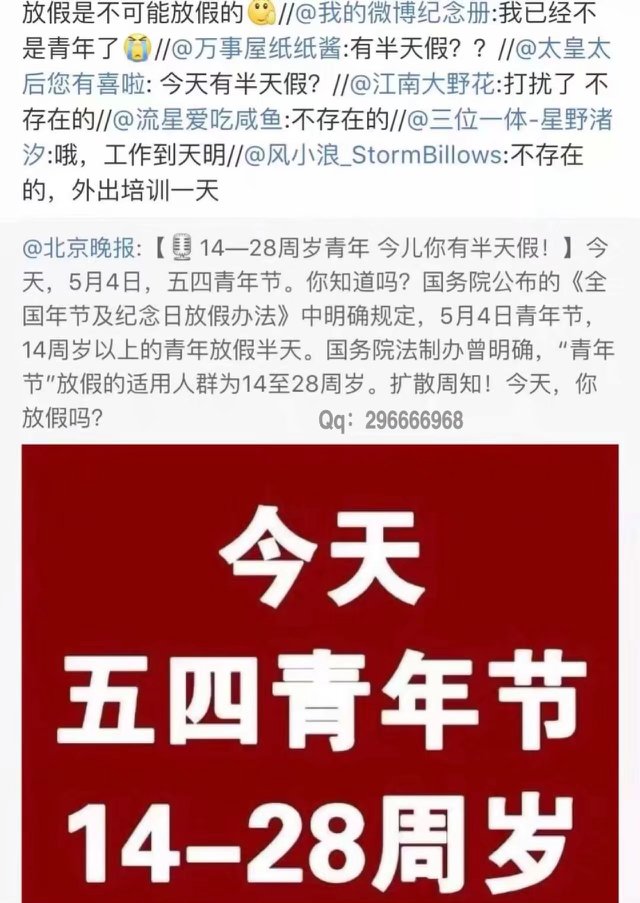 放假是不可能放假的//@我的微博纪念册:我已经不
是青年了//@万事屋纸纸酱:有半天假？？//@太皇太
后您有喜啦: 今天有半天假？//@江南大野花:打扰了 不
存在的//@流星爱吃咸鱼:不存在的//@三位一体-星野渚
汐:哦，工作到天明//@风小浪_StormBillows:不存在
的，外出培训一天
@北京晚报:【🎙14—28周岁青年 今儿你有半天假！】今
天，5月4日，五四青年节。你知道吗？国务院公布的《全
国年节及纪念日放假办法》中明确规定，5月4日青年节，
14周岁以上的青年放假半天。国务院法制办曾明确，“青年
节”放假的适用人群为14至28周岁。扩散周知！今天，你
放假吗？
Qq：296666968
今天
五四青年节
14–28周岁